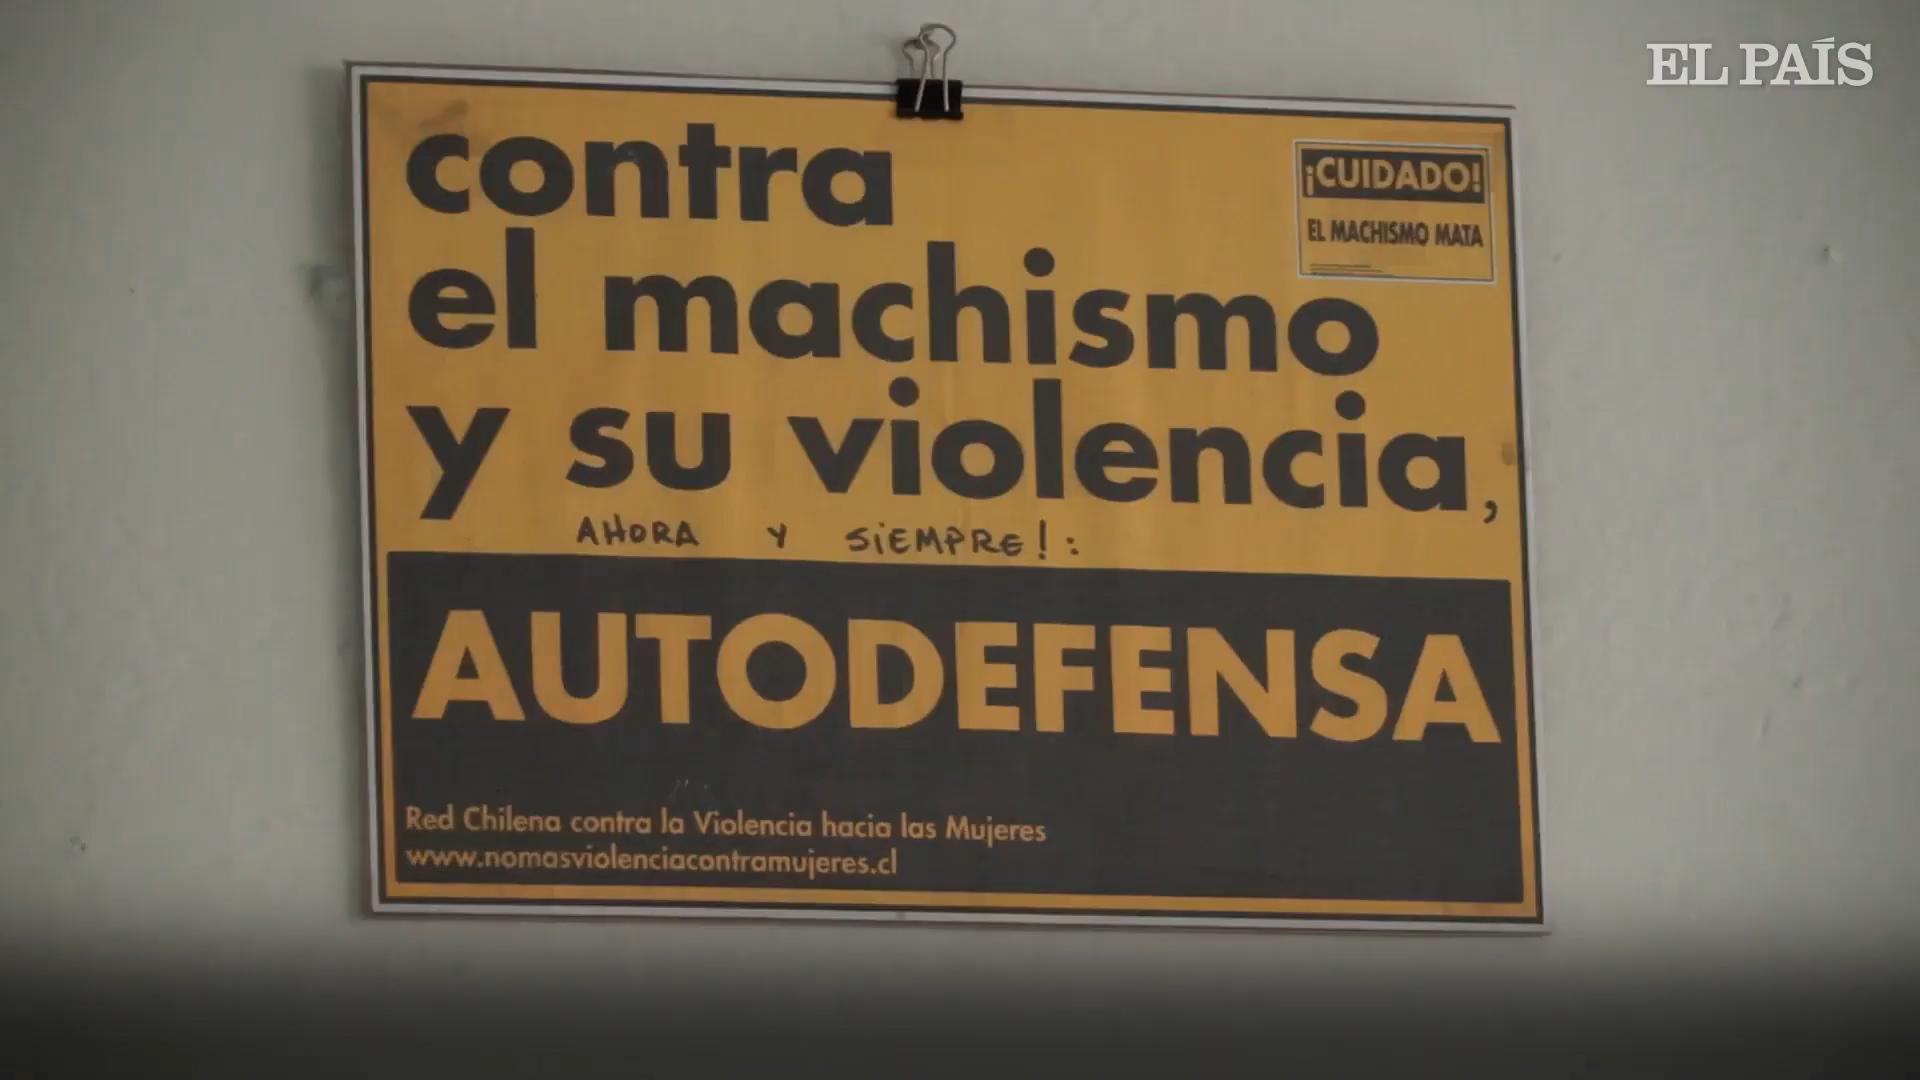 EL PAÍS
contra
¡CUIDADO!
EL MACHISMO MATA
el machismo
y su violencia,
AHORA Y SIEMPRE!:
AUTODEFENSA
Red Chilena contra la Violencia hacia las Mujeres
www.nomasviolenciacontramujeres.cl